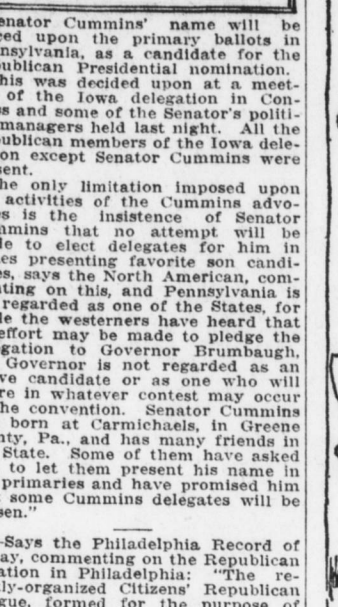 enator Cummins' name will be
ced upon the primary ballots in
nsylvania, as a candidate for the
publican Presidential nomination.
his was decided upon at a meet-
of the Iowa delegation in Con-
ss and some of the Senator's politi-
managers held last night. All the
publican members of the Iowa dele-
on except Senator Cummins were
sent.
he only limitation imposed upon
activities of the Cummins advo-
s is the insistence of Senator
mmins that no attempt will be
de to elect delegates for him in
es presenting favorite son candi-
es, says the North American, com-
ting on this, and Pennsylvania is
regarded as one of the States, for
le the westerners have heard that
effort may be made to pledge the
gation to Governor Brumbaugh,
Governor is not regarded as an
ve candidate or as one who will
re in whatever contest may occur
he convention. Senator Cummins
born at Carmichaels, in Greene
nty, Pa., and has many friends in
State. Some of them have asked
to let them present his name in
primaries and have promised him
some Cummins delegates will be
sen."
-Says the Philadelphia Record of
ay, commenting on the Republican
ation in Philadelphia: "The re-
ly-organized Citizens' Republican
gue, formed for the purpose of